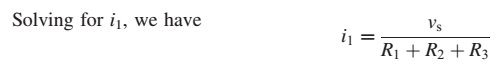 Solving for i₁, we have
i₁ = vₛ / (R₁ + R₂ + R₃)